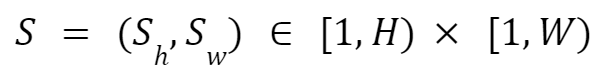 S = (S_h, S_w) ∈ [1, H) × [1, W)